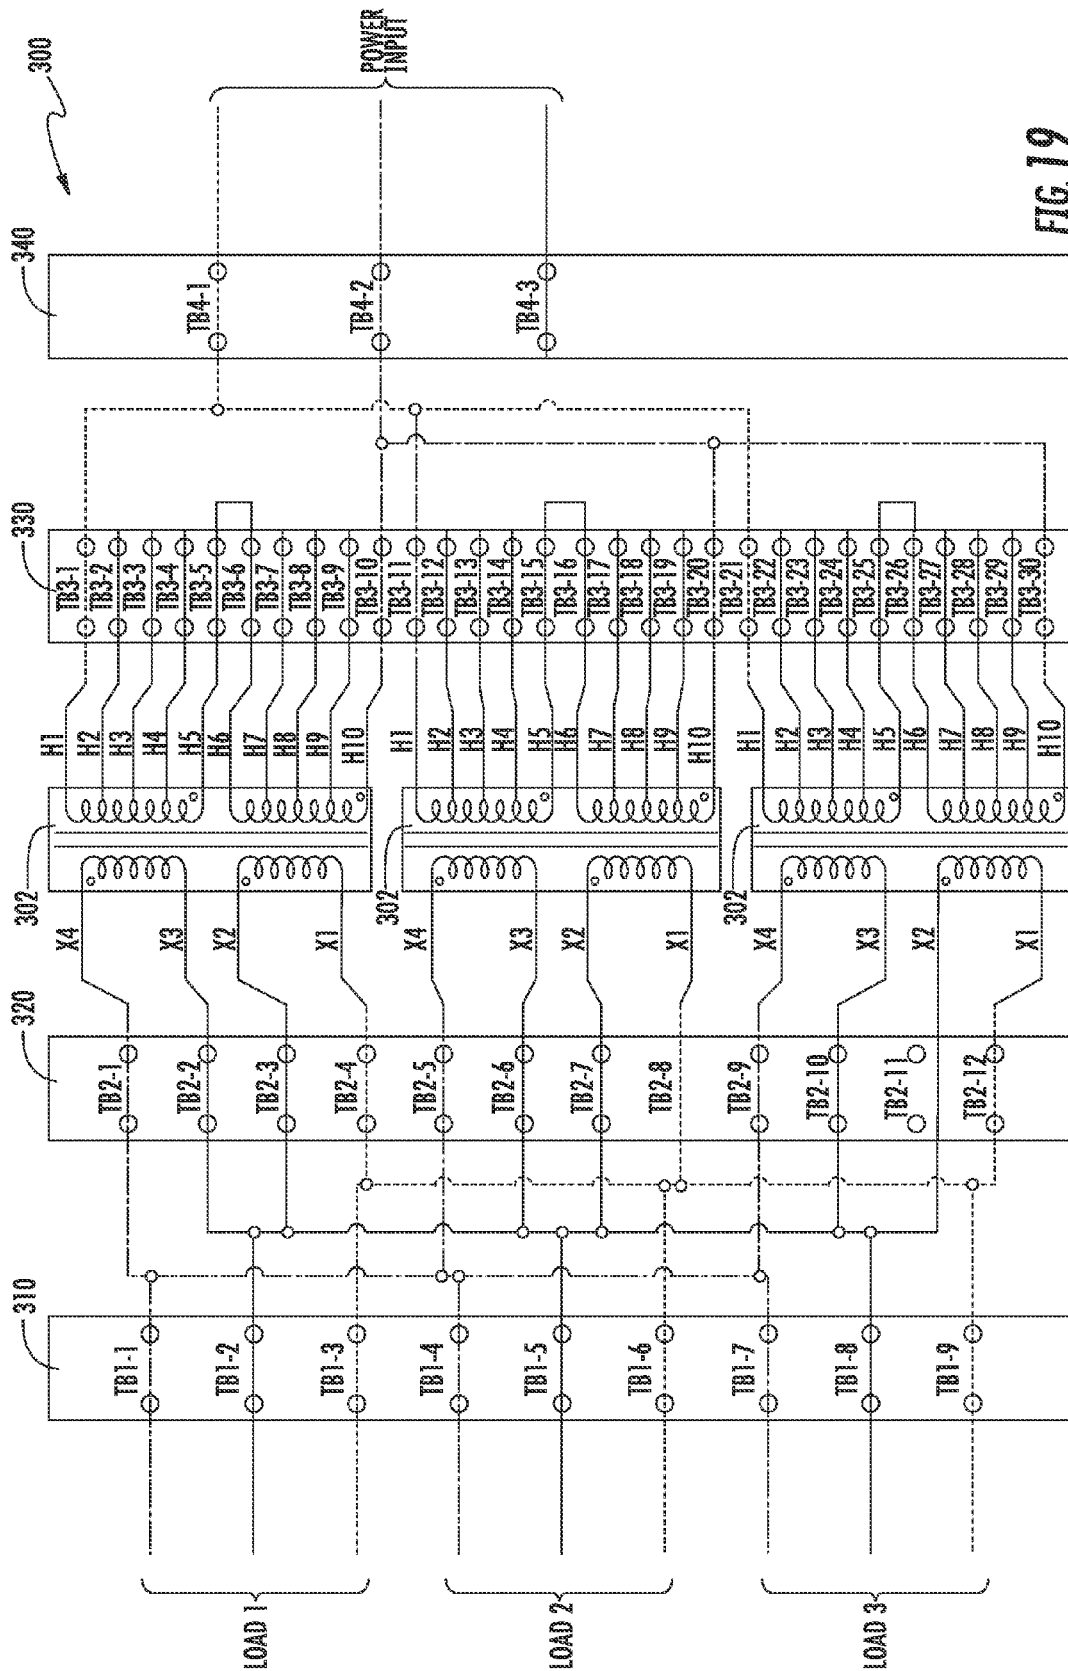 300
POWER
INPUT
340
TB4-1
TB4-2
TB4-3
330
TB3-1
TB3-2
TB3-3
TB3-4
TB3-5
TB3-6
TB3-7
TB3-8
TB3-9
TB3-10
TB3-11
TB3-12
TB3-13
TB3-14
TB3-15
TB3-16
TB3-17
TB3-18
TB3-19
TB3-20
TB3-21
TB3-22
TB3-23
TB3-24
TB3-25
TB3-26
TB3-27
TB3-28
TB3-29
TB3-30
H1
H2
H3
H4
H5
H6
H7
H8
H9
H10
H1
H2
H3
H4
H5
H6
H7
H8
H9
H10
H1
H2
H3
H4
H5
H6
H7
H8
H9
H10
302
302
302
X4
X3
X2
X1
X4
X3
X2
X1
X4
X3
X2
X1
320
TB2-1
TB2-2
TB2-3
TB2-4
TB2-5
TB2-6
TB2-7
TB2-8
TB2-9
TB2-10
TB2-11
TB2-12
310
TB1-1
TB1-2
TB1-3
TB1-4
TB1-5
TB1-6
TB1-7
TB1-8
TB1-9
LOAD 1
LOAD 2
LOAD 3
FIG. 19